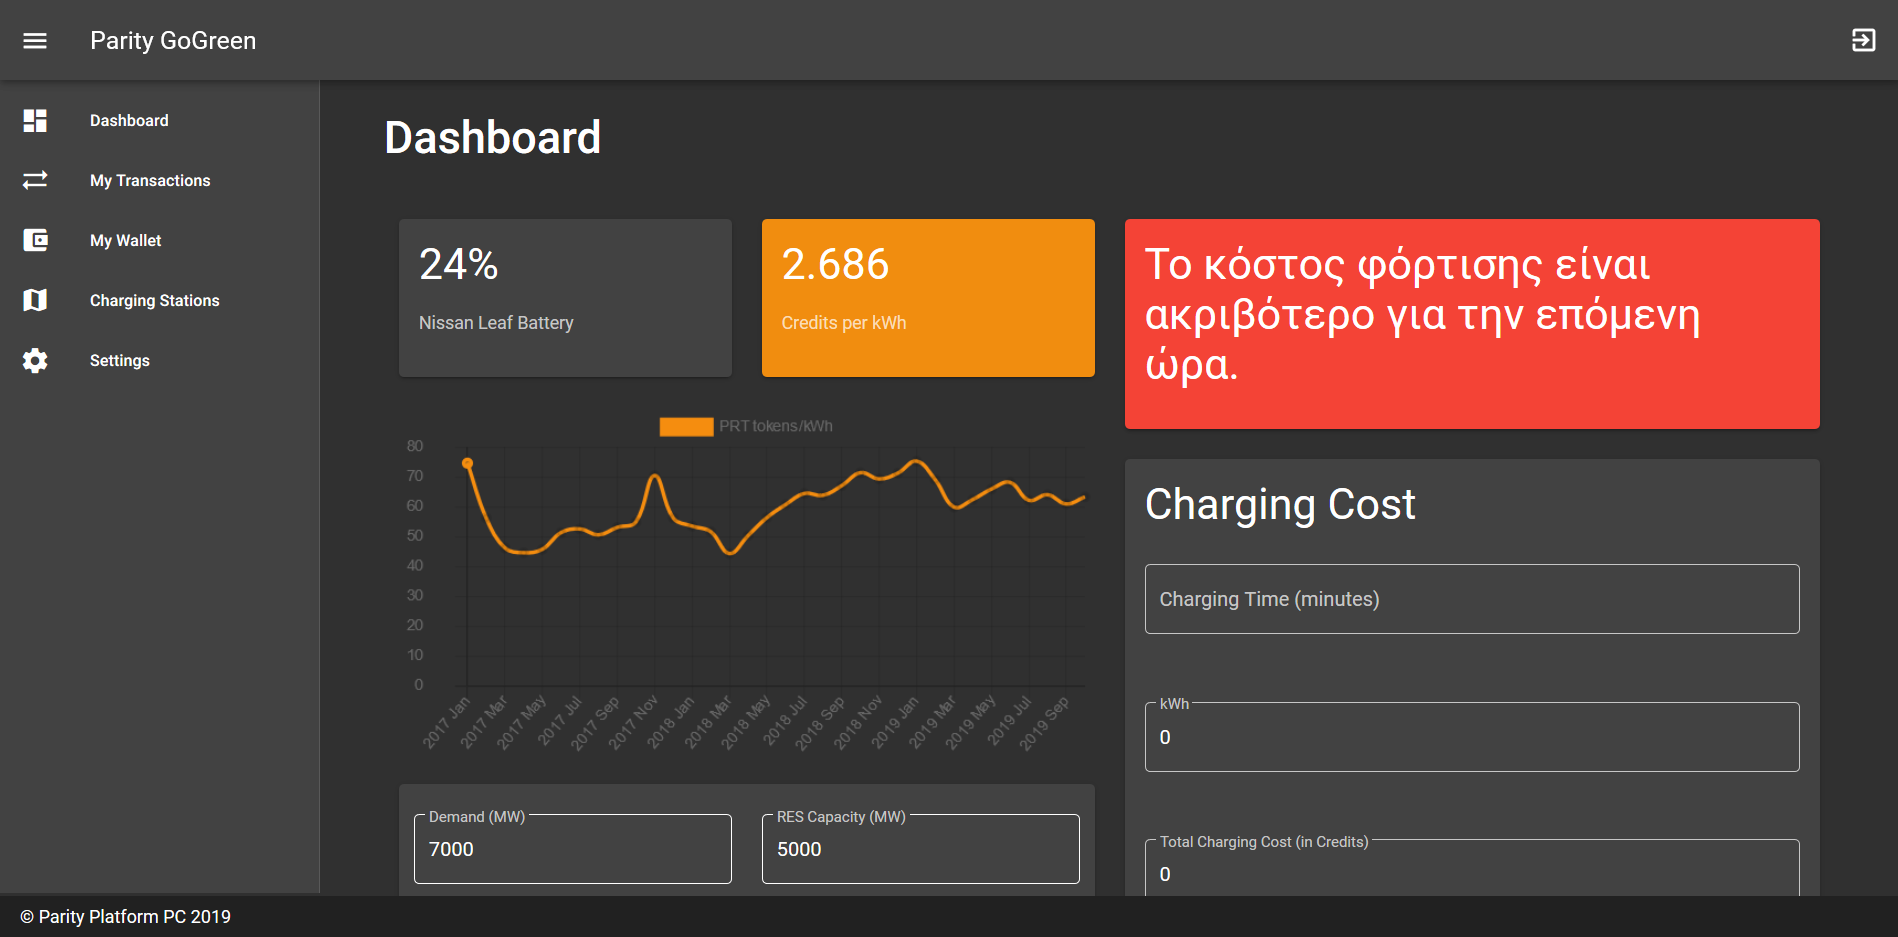 Parity GoGreen
Dashboard
My Transactions
My Wallet
Charging Stations
Settings
Dashboard
24%
Nissan Leaf Battery
2.686
Credits per kWh
Το κόστος φόρτισης είναι
ακριβότερο για την επόμενη
ώρα.
PRT tokens/kWh
80
70
60
50
40
30
20
10
0
2017 Jan
2017 Mar
2017 May
2017 Jul
2017 Sep
2017 Nov
2018 Jan
2018 Mar
2018 May
2018 Jul
2018 Sep
2018 Nov
2019 Jan
2019 Mar
2019 May
2019 Jul
2019 Sep
Demand (MW)
7000
RES Capacity (MW)
5000
Charging Cost
Charging Time (minutes)
kWh
0
Total Charging Cost (in Credits)
0
© Parity Platform PC 2019